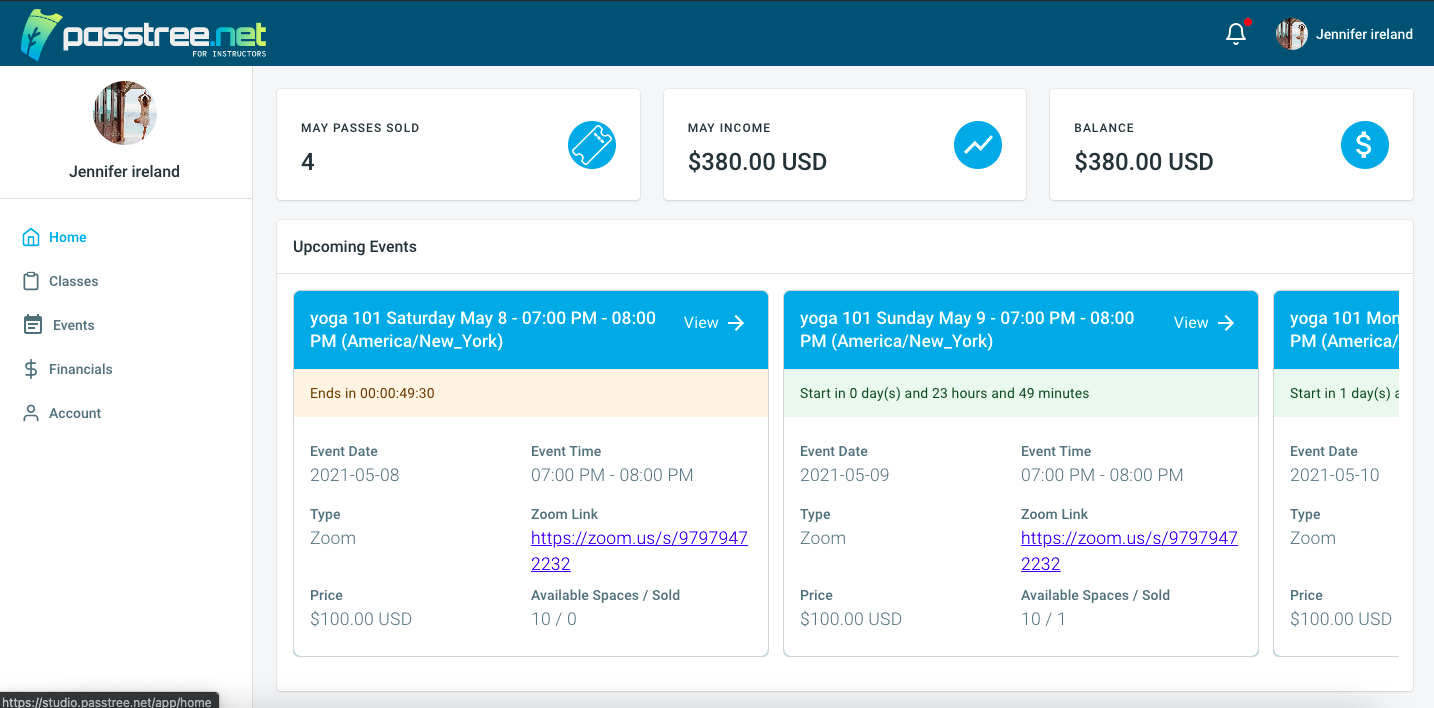 passtree.net
FOR INSTRUCTORS
Jennifer ireland
Jennifer ireland
Home
Classes
Events
Financials
Account
MAY PASSES SOLD
4
MAY INCOME
$380.00 USD
BALANCE
$380.00 USD
Upcoming Events
yoga 101 Saturday May 8 - 07:00 PM - 08:00
PM (America/New_York)
View
Ends in 00:00:49:30
Event Date
2021-05-08
Event Time
07:00 PM - 08:00 PM
Type
Zoom
Zoom Link
https://zoom.us/s/9797947
2232
Price
$100.00 USD
Available Spaces / Sold
10 / 0
yoga 101 Sunday May 9 - 07:00 PM - 08:00
PM (America/New_York)
View
Start in 0 day(s) and 23 hours and 49 minutes
Event Date
2021-05-09
Event Time
07:00 PM - 08:00 PM
Type
Zoom
Zoom Link
https://zoom.us/s/9797947
2232
Price
$100.00 USD
Available Spaces / Sold
10 / 1
yoga 101 Mon
PM (America/
Start in 1 day(s) a
Event Date
2021-05-10
Type
Zoom
Price
$100.00 USD
https://studio.passtree.net/app/home